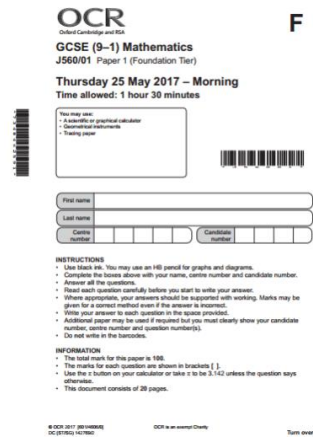 OCR
Oxford Cambridge and RSA
F
GCSE (9–1) Mathematics
J560/01 Paper 1 (Foundation Tier)
Thursday 25 May 2017 – Morning
Time allowed: 1 hour 30 minutes
You may use:
• A scientific or graphical calculator
• Geometrical instruments
• Tracing paper
First name
Last name
Centre number
Candidate number
INSTRUCTIONS
• Use black ink. You may use an HB pencil for graphs and diagrams.
• Complete the boxes above with your name, centre number and candidate number.
• Answer all the questions.
• Read each question carefully before you start to write your answer.
• Where appropriate, your answers should be supported with working. Marks may be
given for a correct method even if the answer is incorrect.
• Write your answer to each question in the space provided.
• Additional paper may be used if required but you must clearly show your candidate
number, centre number and question number(s).
• Do not write in the barcodes.
INFORMATION
• The total mark for this paper is 100.
• The marks for each question are shown in brackets [ ].
• Use the π button on your calculator or take π to be 3.142 unless the question says
otherwise.
• This document consists of 20 pages.
© OCR 2017
OCR is an exempt Charity
Turn over